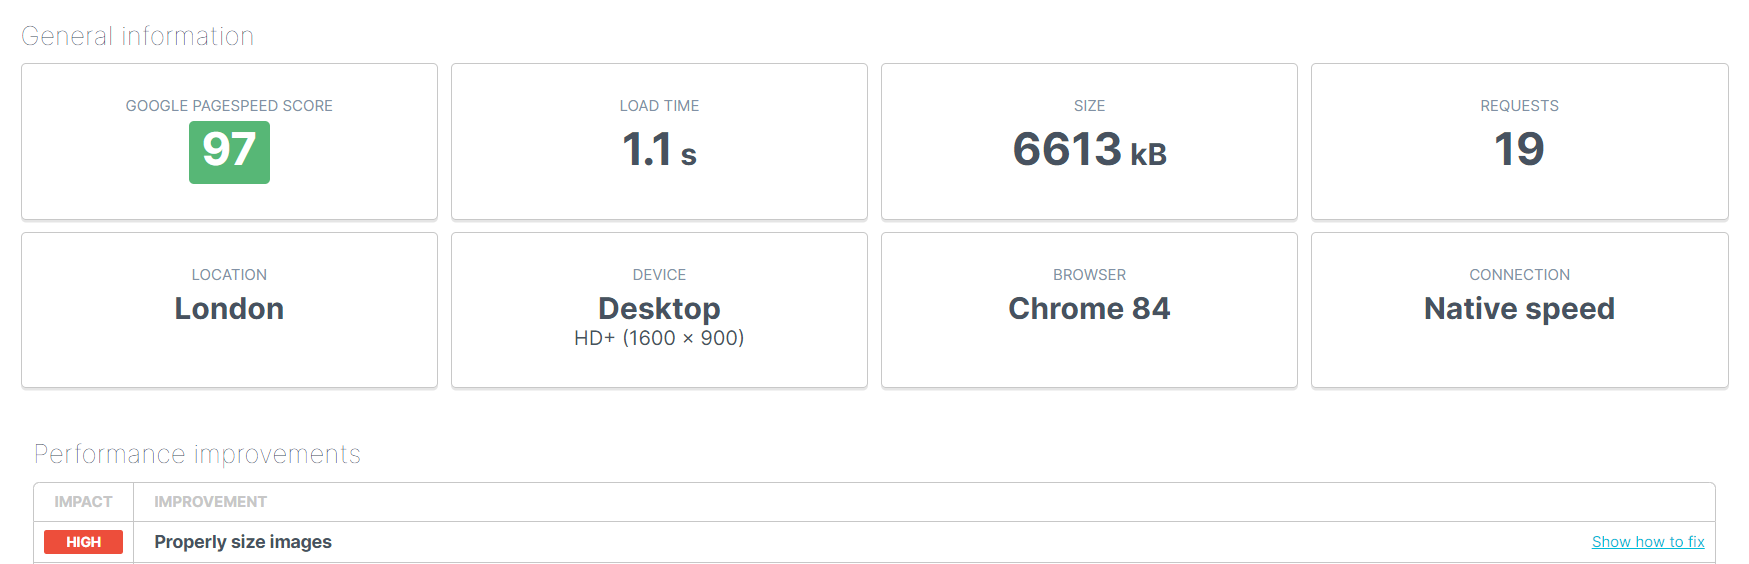 General information
GOOGLE PAGESPEED SCORE
97
LOAD TIME
1.1 s
SIZE
6613 kB
REQUESTS
19
LOCATION
London
DEVICE
Desktop
HD+ (1600 × 900)
BROWSER
Chrome 84
CONNECTION
Native speed
Performance improvements
IMPACT IMPROVEMENT
HIGH Properly size images Show how to fix